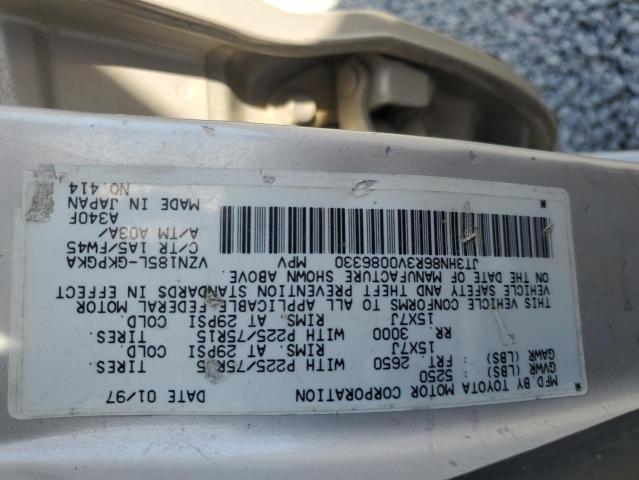 MFD. BY TOYOTA MOTOR CORPORATION DATE 01/97
GVWR (LBS) 5250
GAWR (LBS) FRT 2650 WITH P225/75R15 TIRES.
15X7J RIMS. AT 29PSI COLD
RR 3000 WITH P225/75R15 TIRES.
15X7J RIMS. AT 29PSI COLD
THIS VEHICLE CONFORMS TO ALL APPLICABLE FEDERAL MOTOR
VEHICLE SAFETY AND THEFT PREVENTION STANDARDS IN EFFECT
ON THE DATE OF MANUFACTURE SHOWN ABOVE
JT3HN86R3V0086330 MPV
VZN185L-GKPGKA
C/TR 1A5/FW45
A/TM A03A/
A340F
MADE IN JAPAN
NO.414